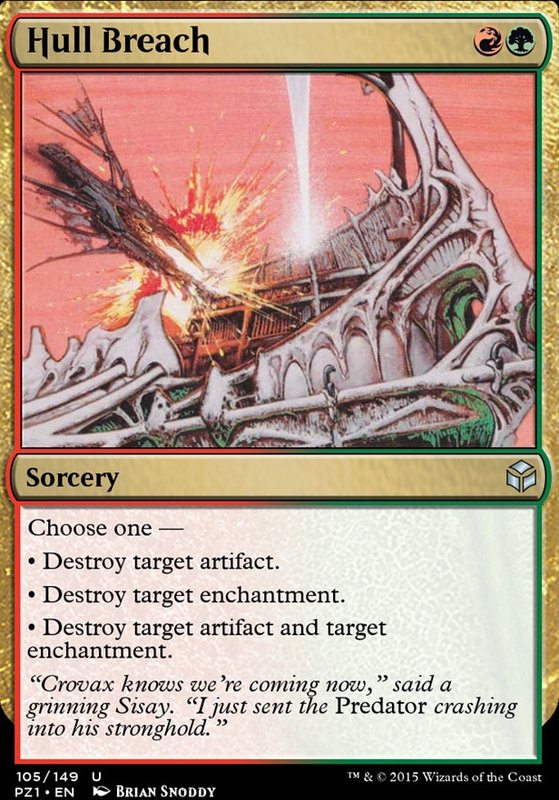 Hull Breach
Sorcery
Choose one —
• Destroy target artifact.
• Destroy target enchantment.
• Destroy target artifact and target
enchantment.
“Crovax knows we’re coming now,” said a
grinning Sisay. “I just sent the Predator crashing
into his stronghold.”
105/149 U
PZ1 • EN Brian Snoddy
™ & © 2015 Wizards of the Coast